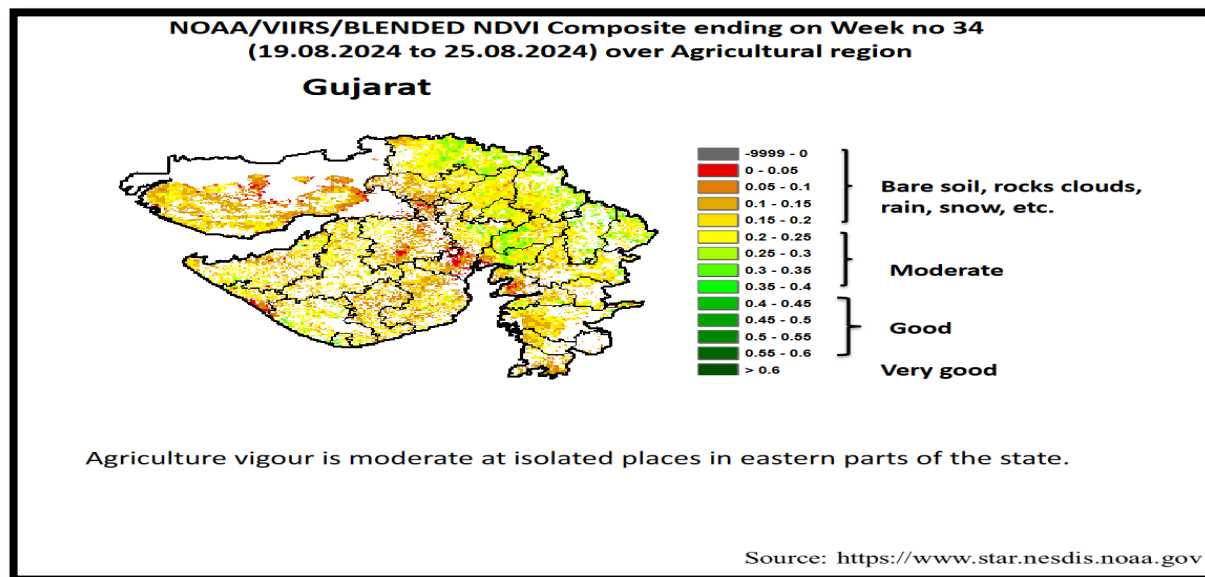 NOAA/VIIRS/BLENDED NDVI Composite ending on Week no 34
(19.08.2024 to 25.08.2024) over Agricultural region
Gujarat
-9999 - 0
0 - 0.05
0.05 - 0.1
0.1 - 0.15
0.15 - 0.2
0.2 - 0.25
0.25 - 0.3
0.3 - 0.35
0.35 - 0.4
0.4 - 0.45
0.45 - 0.5
0.5 - 0.55
0.55 - 0.6
> 0.6
Bare soil, rocks clouds,
rain, snow, etc.
Moderate
Good
Very good
Agriculture vigour is moderate at isolated places in eastern parts of the state.
Source: https://www.star.nesdis.noaa.gov